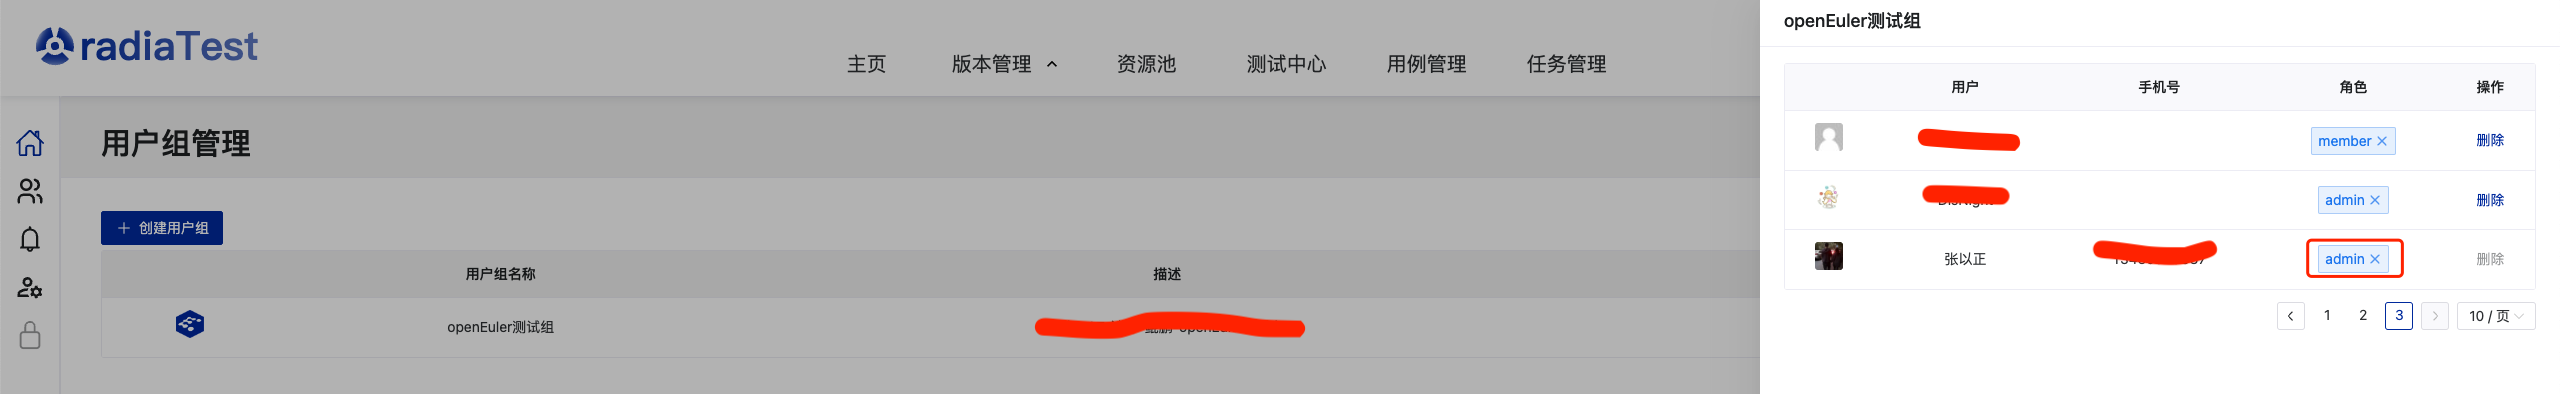 radiaTest
主页 版本管理 资源池 测试中心 用例管理 任务管理
用户组管理
创建用户组
用户组名称 描述
openEuler测试组
openEuler测试组
用户 手机号 角色 操作
member 删除
admin 删除
张以正 admin 删除
1 2 3 10 / 页